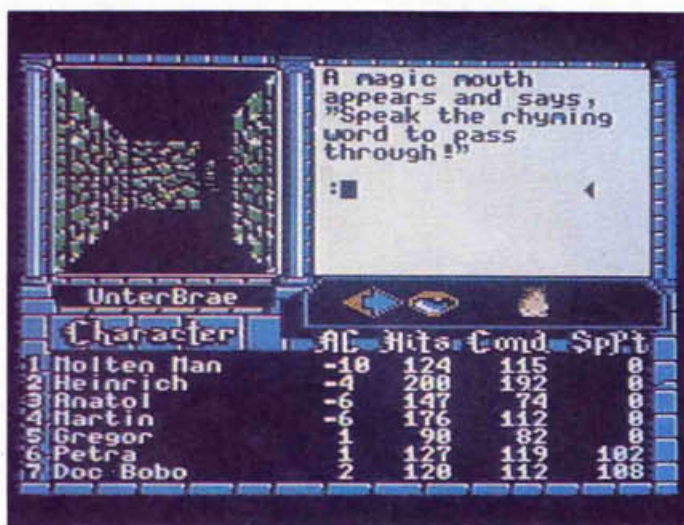 A magic mouth
appears and says,
"Speak the rhyming
word to pass
through!"
:
UnterBrae
Character AC Hits Cond SpPt
1 Molten Man -10 124 115 0
2 Heinrich -4 200 192 0
3 Anatol -6 147 74 0
4 Martin -6 176 112 0
5 Gregor 1 90 82 0
6 Petra 1 127 119 102
7 Doc Bobo 2 120 112 108